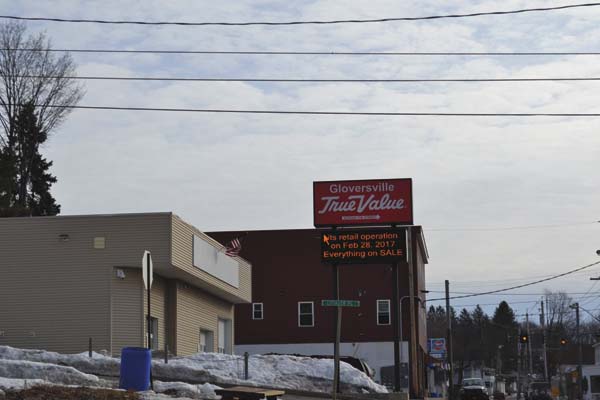 Gloversville
True Value
its retail operation
on Feb 28. 2017
Everything on SALE